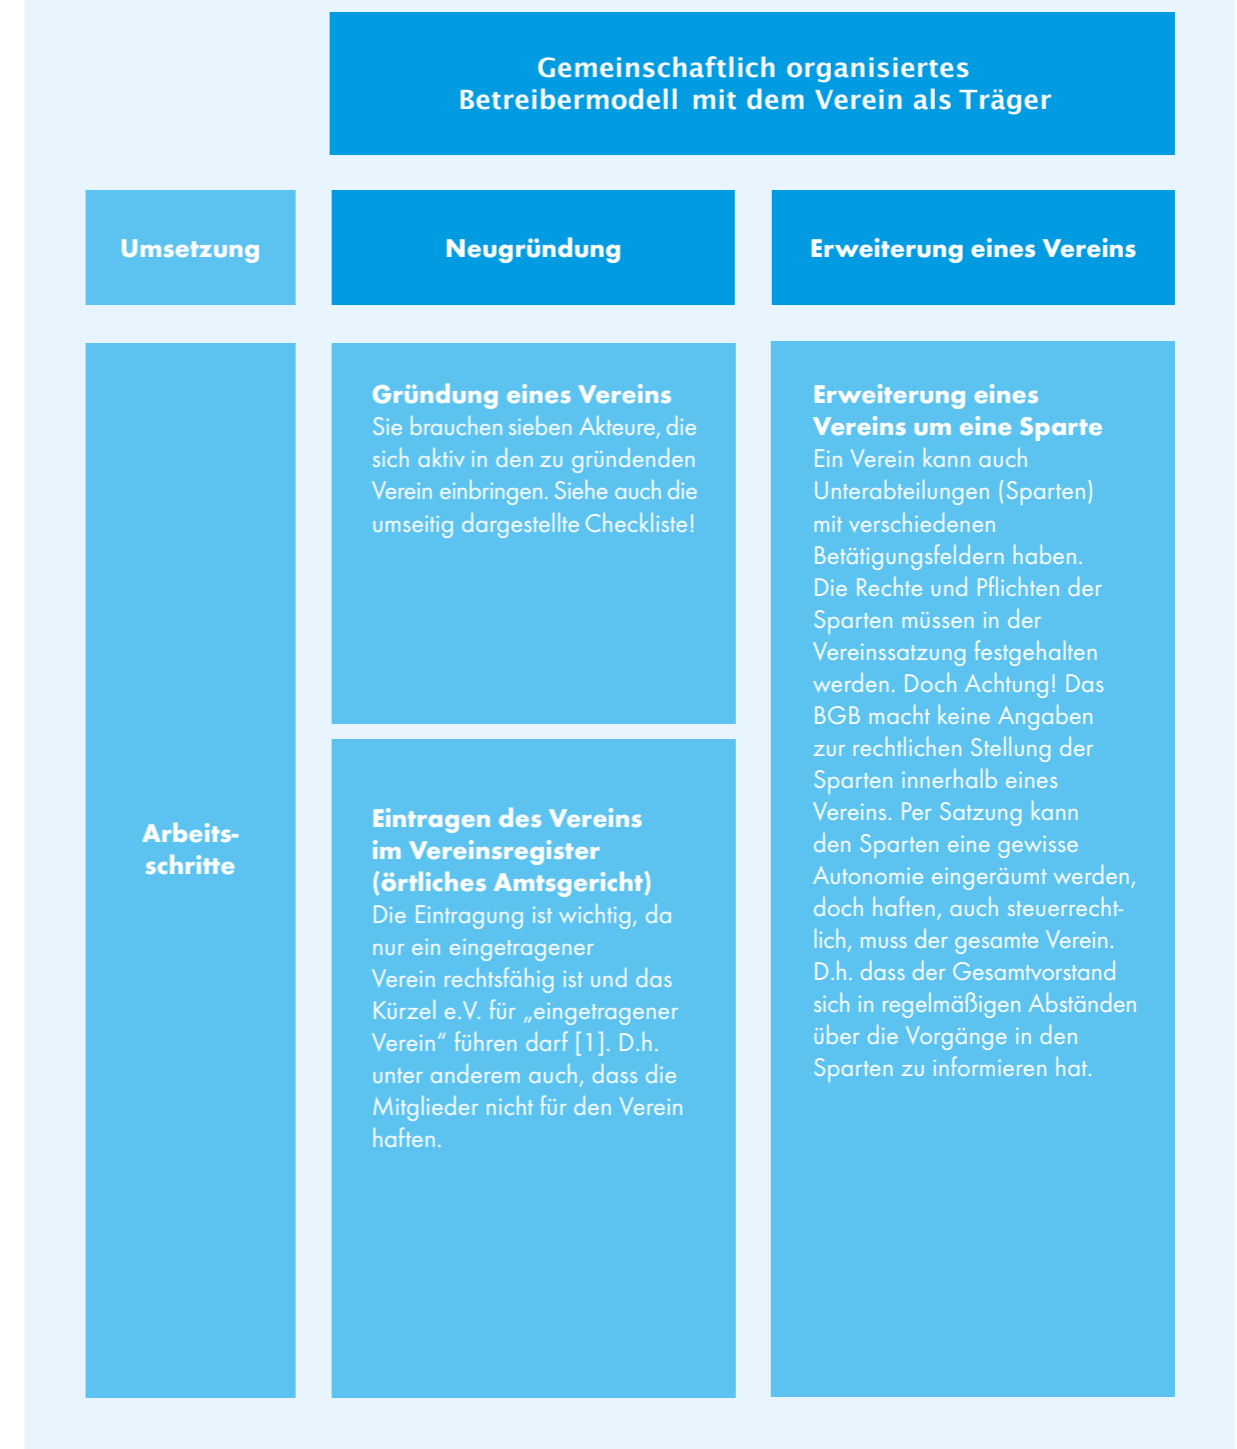 Gemeinschaftlich organisiertes
Betreibermodell mit dem Verein als Träger
Umsetzung
Neugründung
Erweiterung eines Vereins
Arbeits-
schritte
Gründung eines Vereins
Sie brauchen sieben Akteure, die
sich aktiv in den zu gründenden
Verein einbringen. Siehe auch die
umseitig dargestellte Checkliste!
Eintragen des Vereins
im Vereinsregister
(örtliches Amtsgericht)
Die Eintragung ist wichtig, da
nur ein eingetragener
Verein rechtsfähig ist und das
Kürzel e.V. für „eingetragener
Verein“ führen darf [1]. D.h.
unter anderem auch, dass die
Mitglieder nicht für den Verein
haften.
Erweiterung eines
Vereins um eine Sparte
Ein Verein kann auch
Unterabteilungen (Sparten)
mit verschiedenen
Betätigungsfeldern haben.
Die Rechte und Pflichten der
Sparten müssen in der
Vereinssatzung festgehalten
werden. Doch Achtung! Das
BGB macht keine Angaben
zur rechtlichen Stellung der
Sparten innerhalb eines
Vereins. Per Satzung kann
den Sparten eine gewisse
Autonomie eingeräumt werden,
doch haften, auch steuerrecht-
lich, muss der gesamte Verein.
D.h. dass der Gesamtvorstand
sich in regelmäßigen Abständen
über die Vorgänge in den
Sparten zu informieren hat.